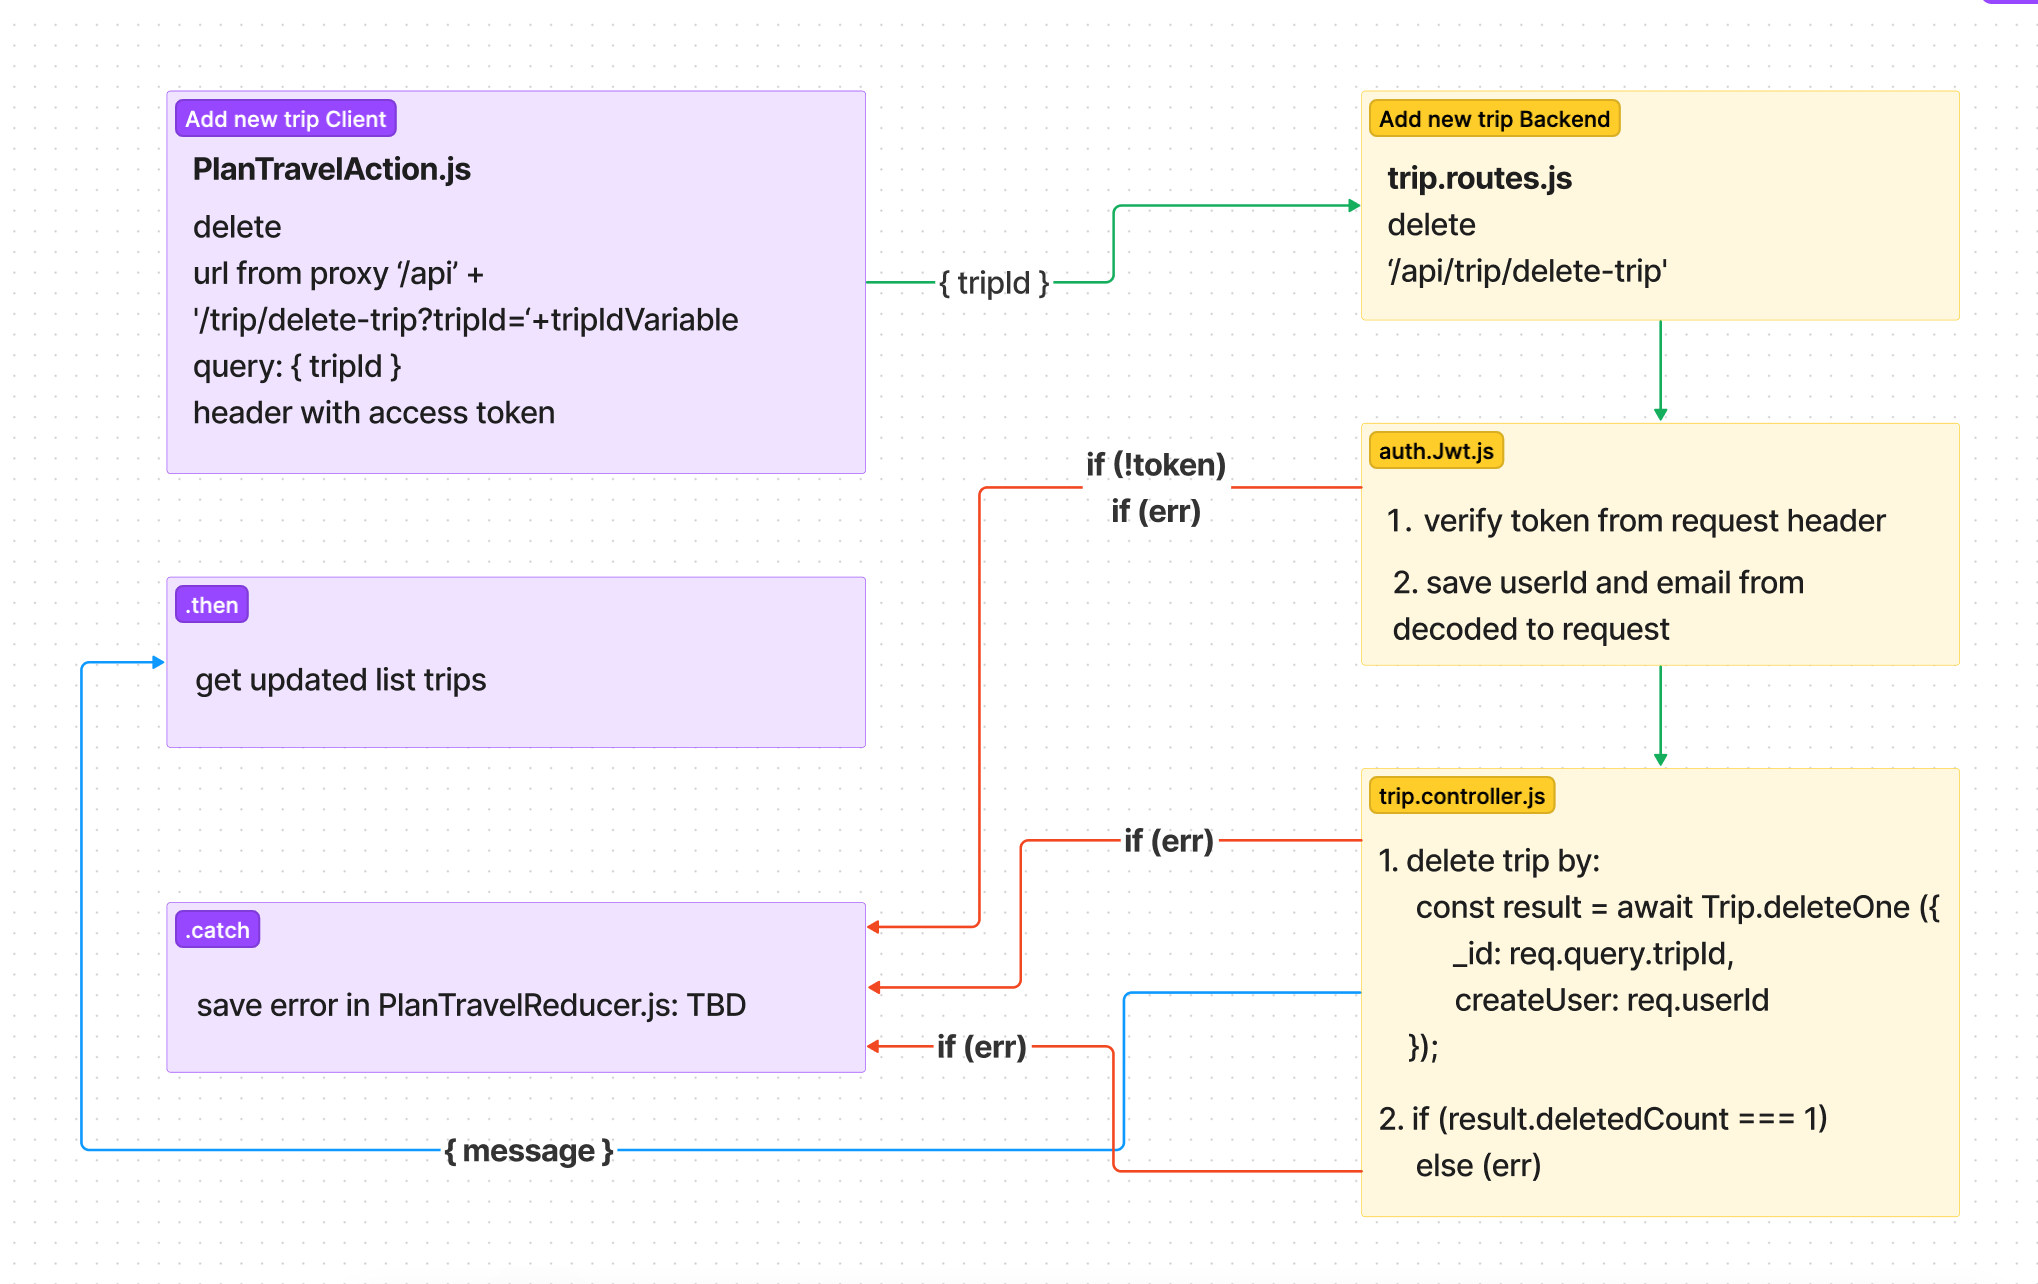 Add new trip Client
PlanTravelAction.js
delete
url from proxy ‘/api’ +
'/trip/delete-trip?tripId=‘+tripIdVariable
query: { tripId }
header with access token
{ tripId }
Add new trip Backend
trip.routes.js
delete
‘/api/trip/delete-trip'
if (!token)
if (err)
auth.Jwt.js
1. verify token from request header
2. save userId and email from
decoded to request
.then
get updated list trips
if (err)
trip.controller.js
1. delete trip by:
const result = await Trip.deleteOne ({
_id: req.query.tripId,
createUser: req.userId
});
2. if (result.deletedCount === 1)
else (err)
.catch
save error in PlanTravelReducer.js: TBD
if (err)
{ message }